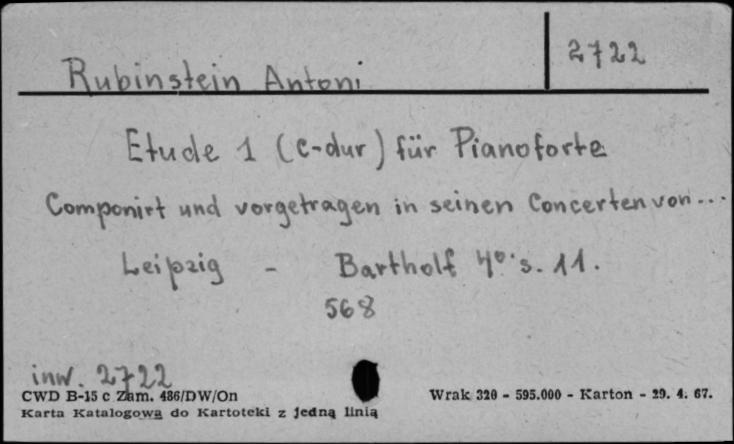 2722
Rubinstein Antoni
Etude 1 (c-dur) für Pianoforte
Componirt und vorgetragen in seinen Concerten von...
Leipzig - Bartholf 4° s. 11.
568
inw. 2722
CWD B-15 c Zam. 486/DW/On
Wrak 320 - 595.000 - Karton - 29. 4. 67.
Karta Katalogowa do Kartoteki z jedną linią